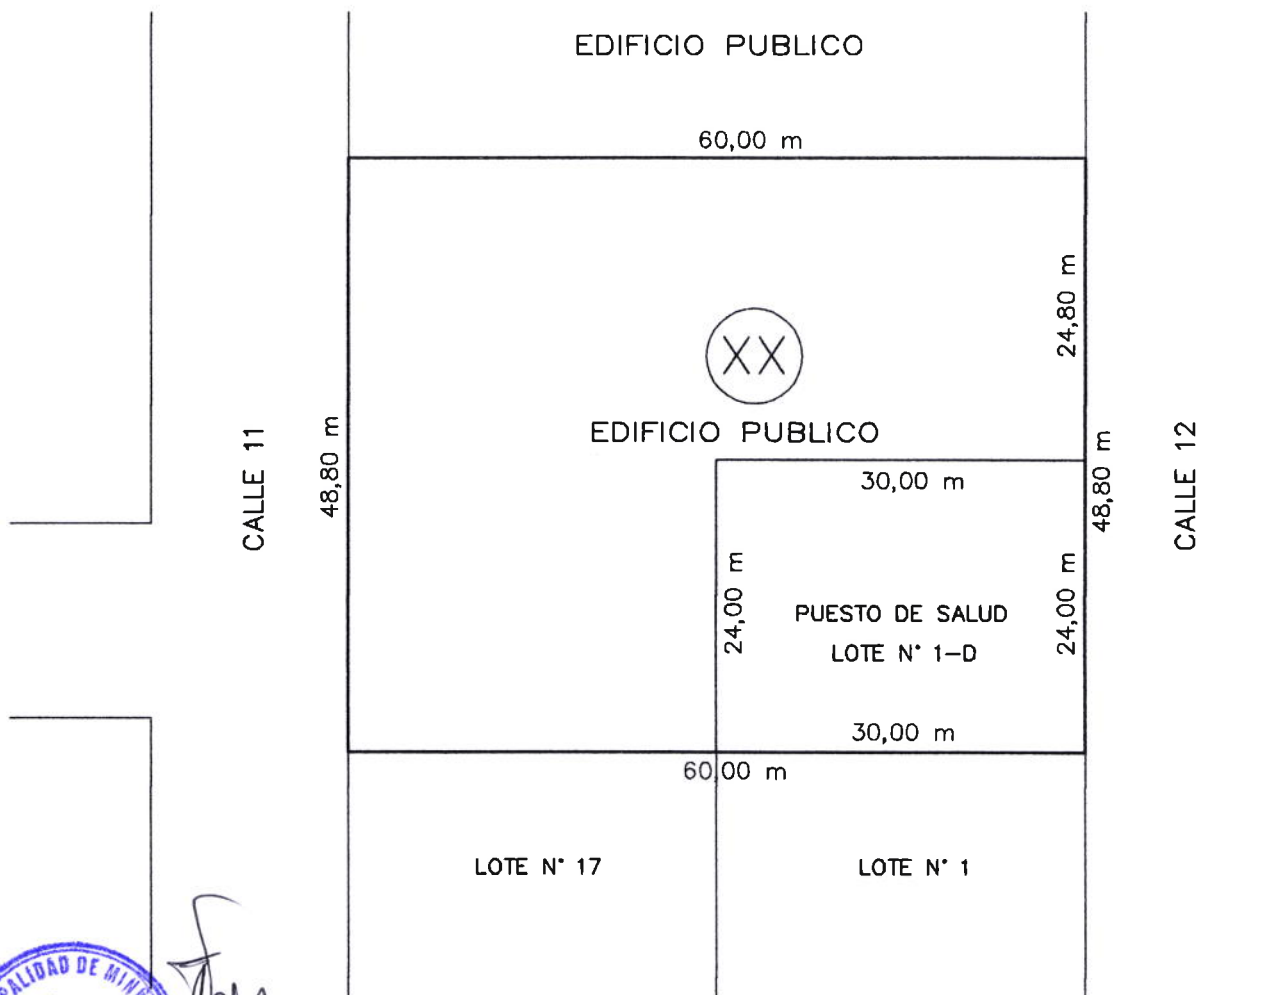 EDIFICIO PUBLICO
60,00 m
24,80 m
XX
EDIFICIO PUBLICO
CALLE 11
48,80 m
30,00 m
48,80 m
CALLE 12
24,00 m
PUESTO DE SALUD
LOTE N° 1-D
24,00 m
30,00 m
60,00 m
LOTE N° 17
LOTE N° 1
DE